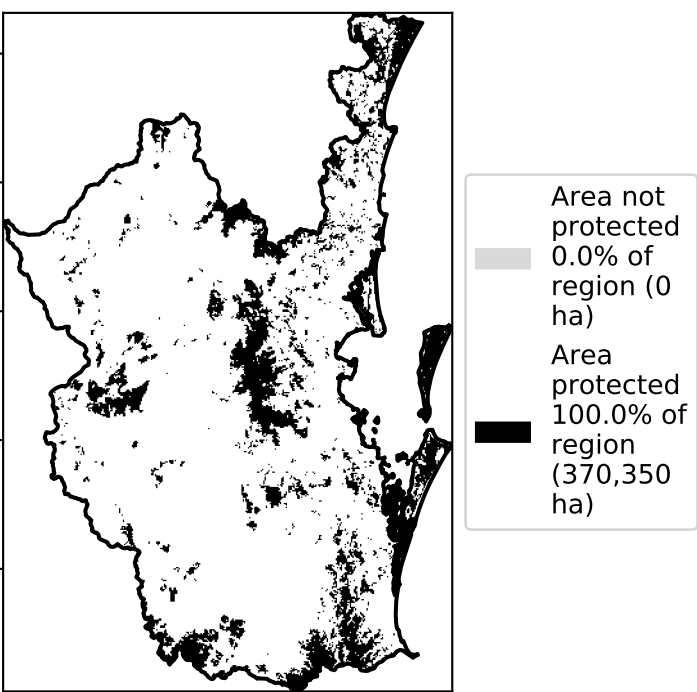 Area not
protected
0.0% of
region (0
ha)
Area
protected
100.0% of
region
(370,350
ha)